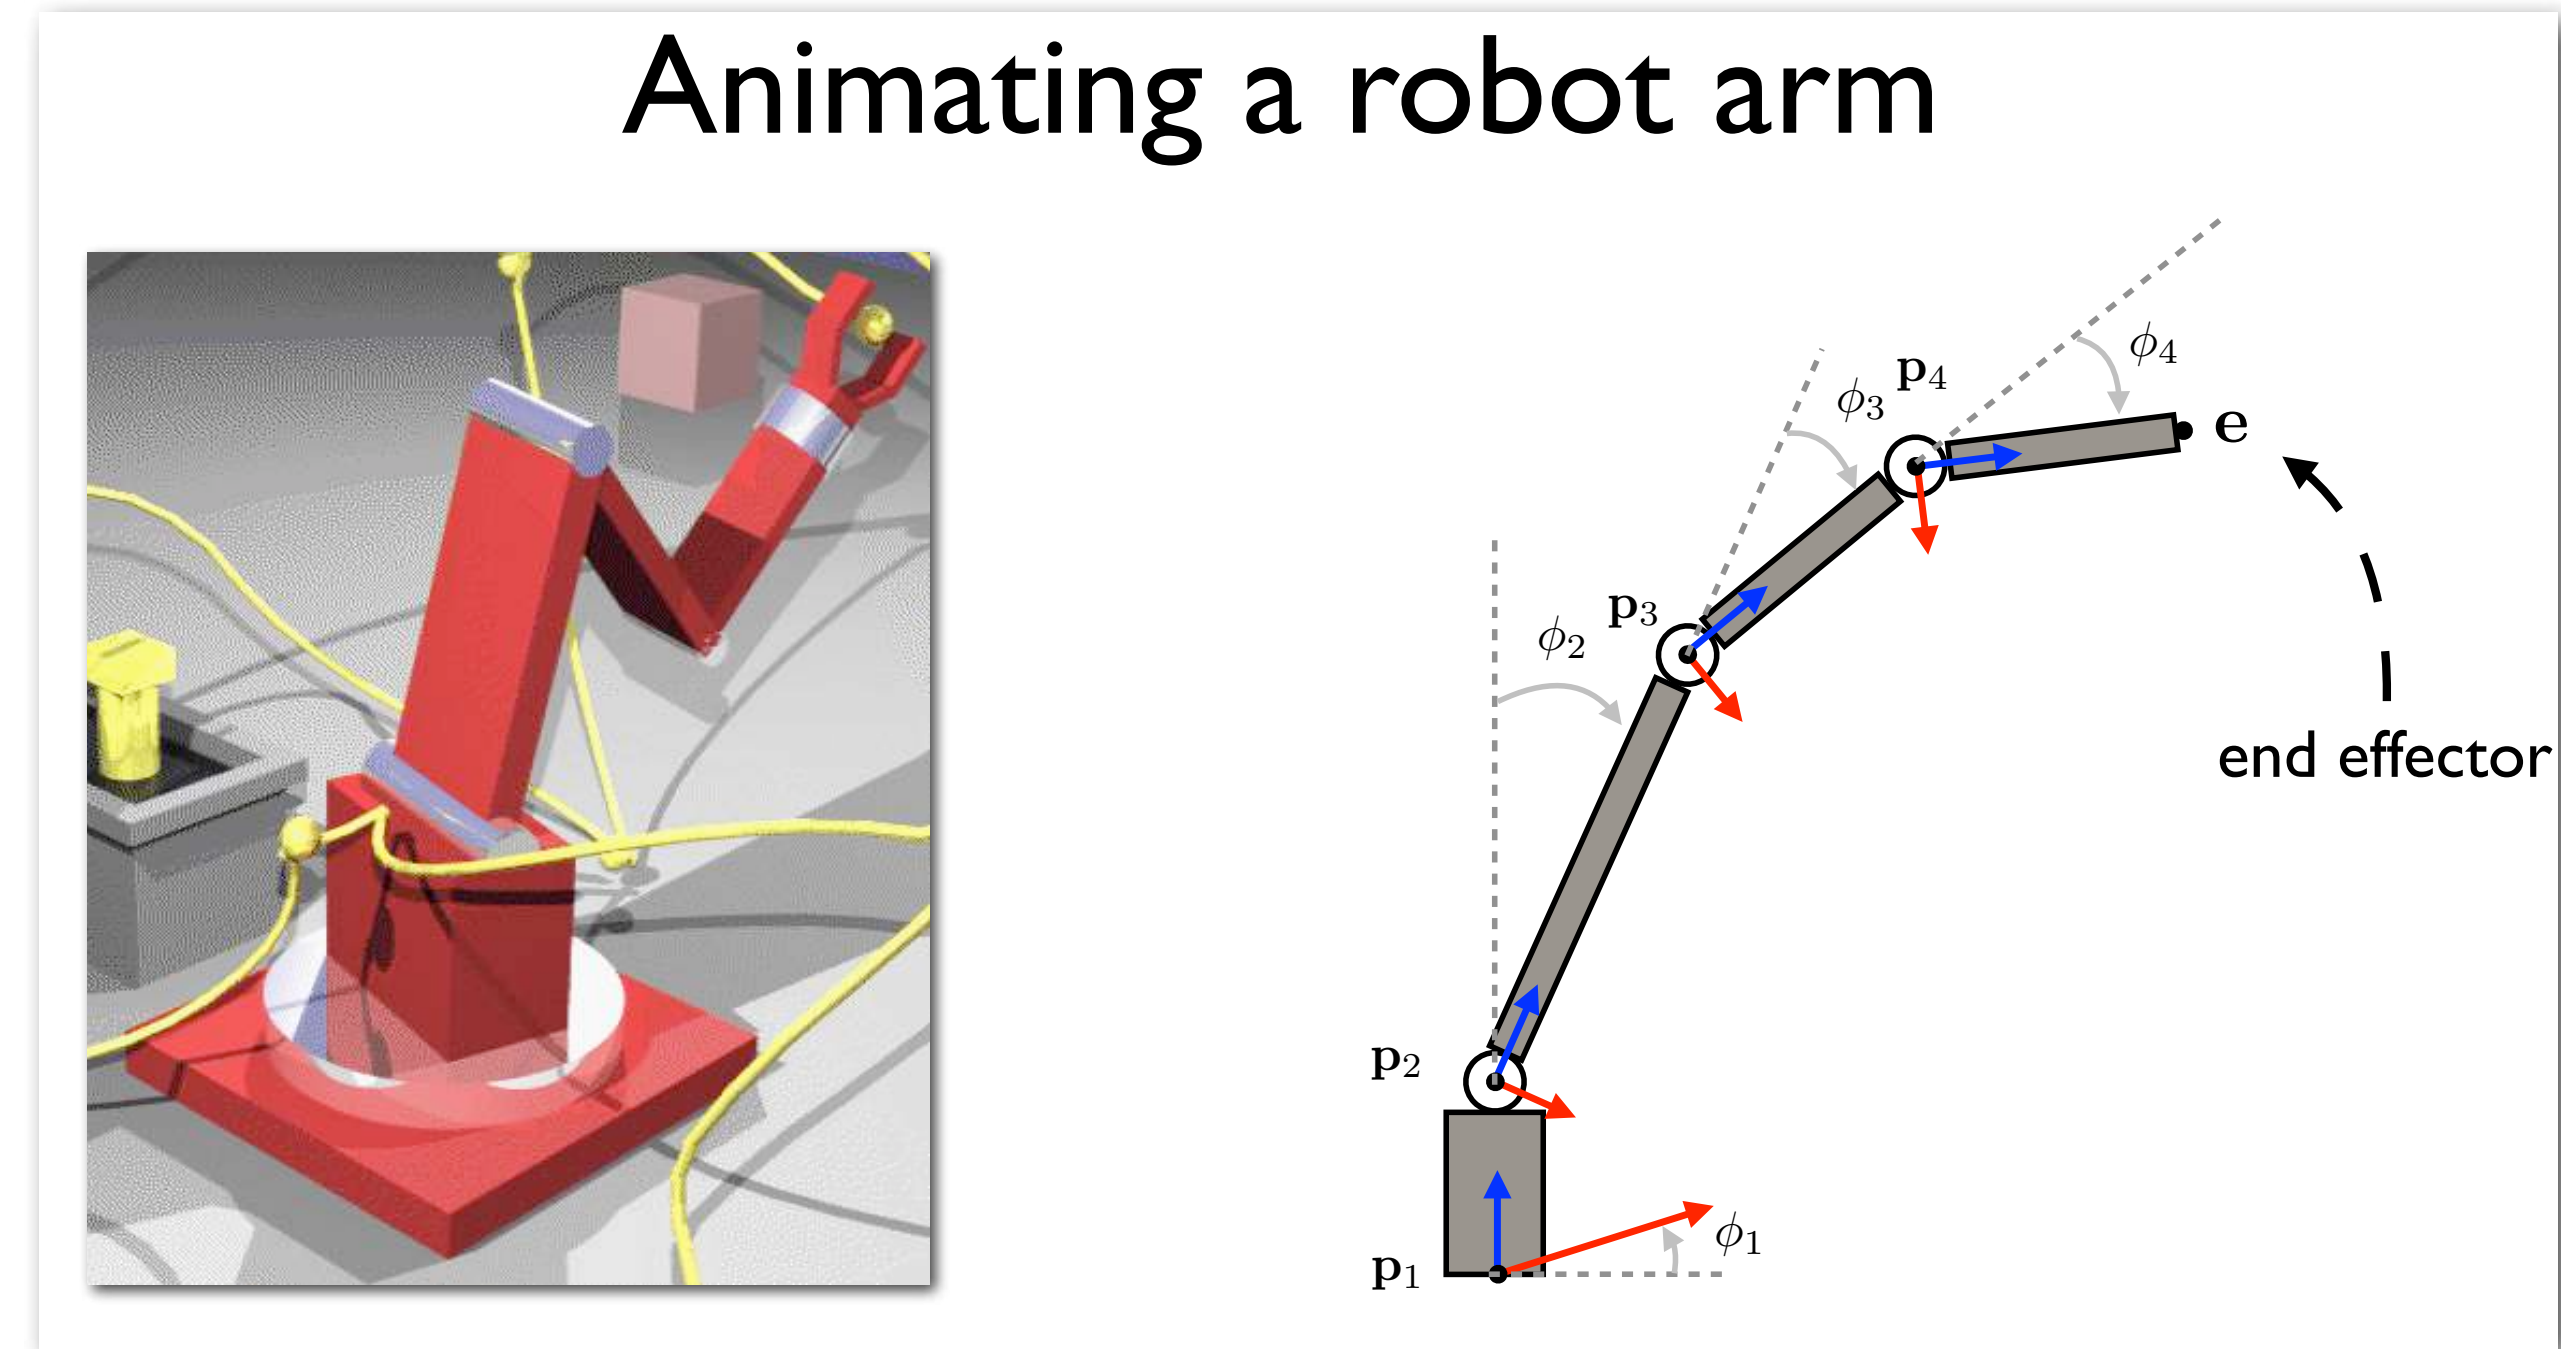 Animating a robot arm
ϕ₄
p₄
ϕ₃
e
p₃
ϕ₂
end effector
p₂
ϕ₁
p₁